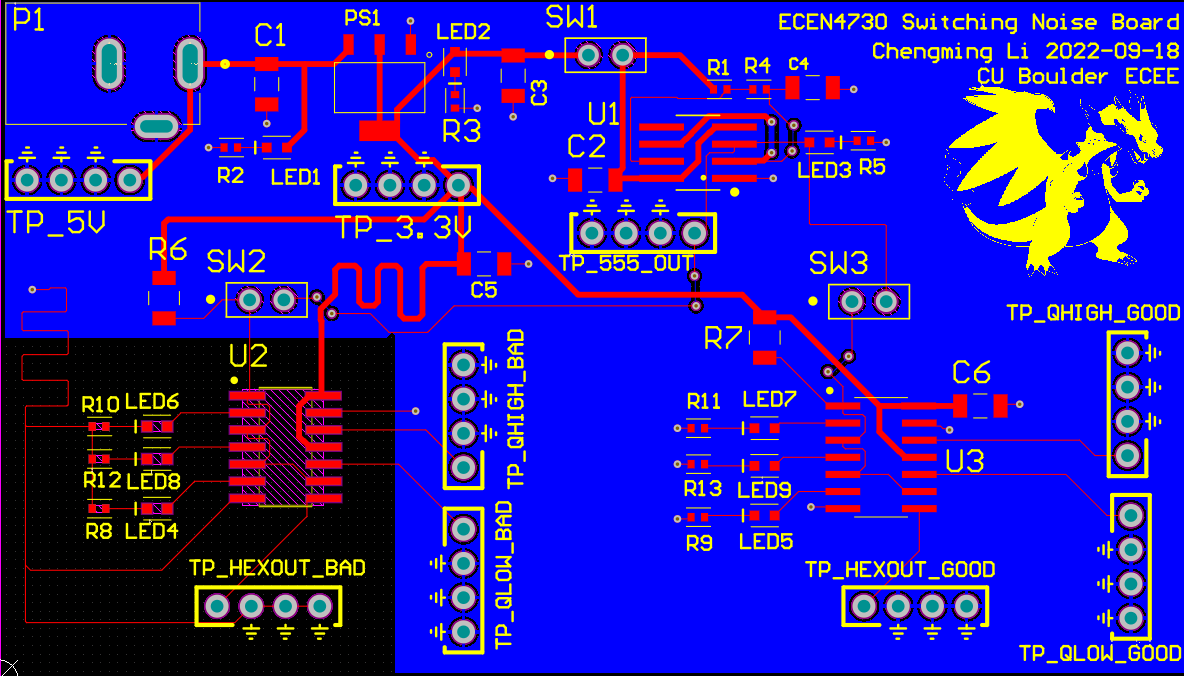 P1
C1
PS1
LED2
SW1
ECEN4730 Switching Noise Board
Chengming Li 2022-09-18
CU Boulder ECEE
R1
R4
C4
C3
U1
R3
C2
R2
LED1
LED3
R5
TP_5V
TP_3.3V
TP_555_OUT
R6
SW2
C5
SW3
TP_QHIGH_GOOD
R7
U2
TP_QHIGH_BAD
C6
R10
LED6
R11
LED7
U3
R12
LED8
R13
LED9
R8
LED4
R9
LED5
TP_QLOW_BAD
TP_HEXOUT_BAD
TP_HEXOUT_GOOD
TP_QLOW_GOOD